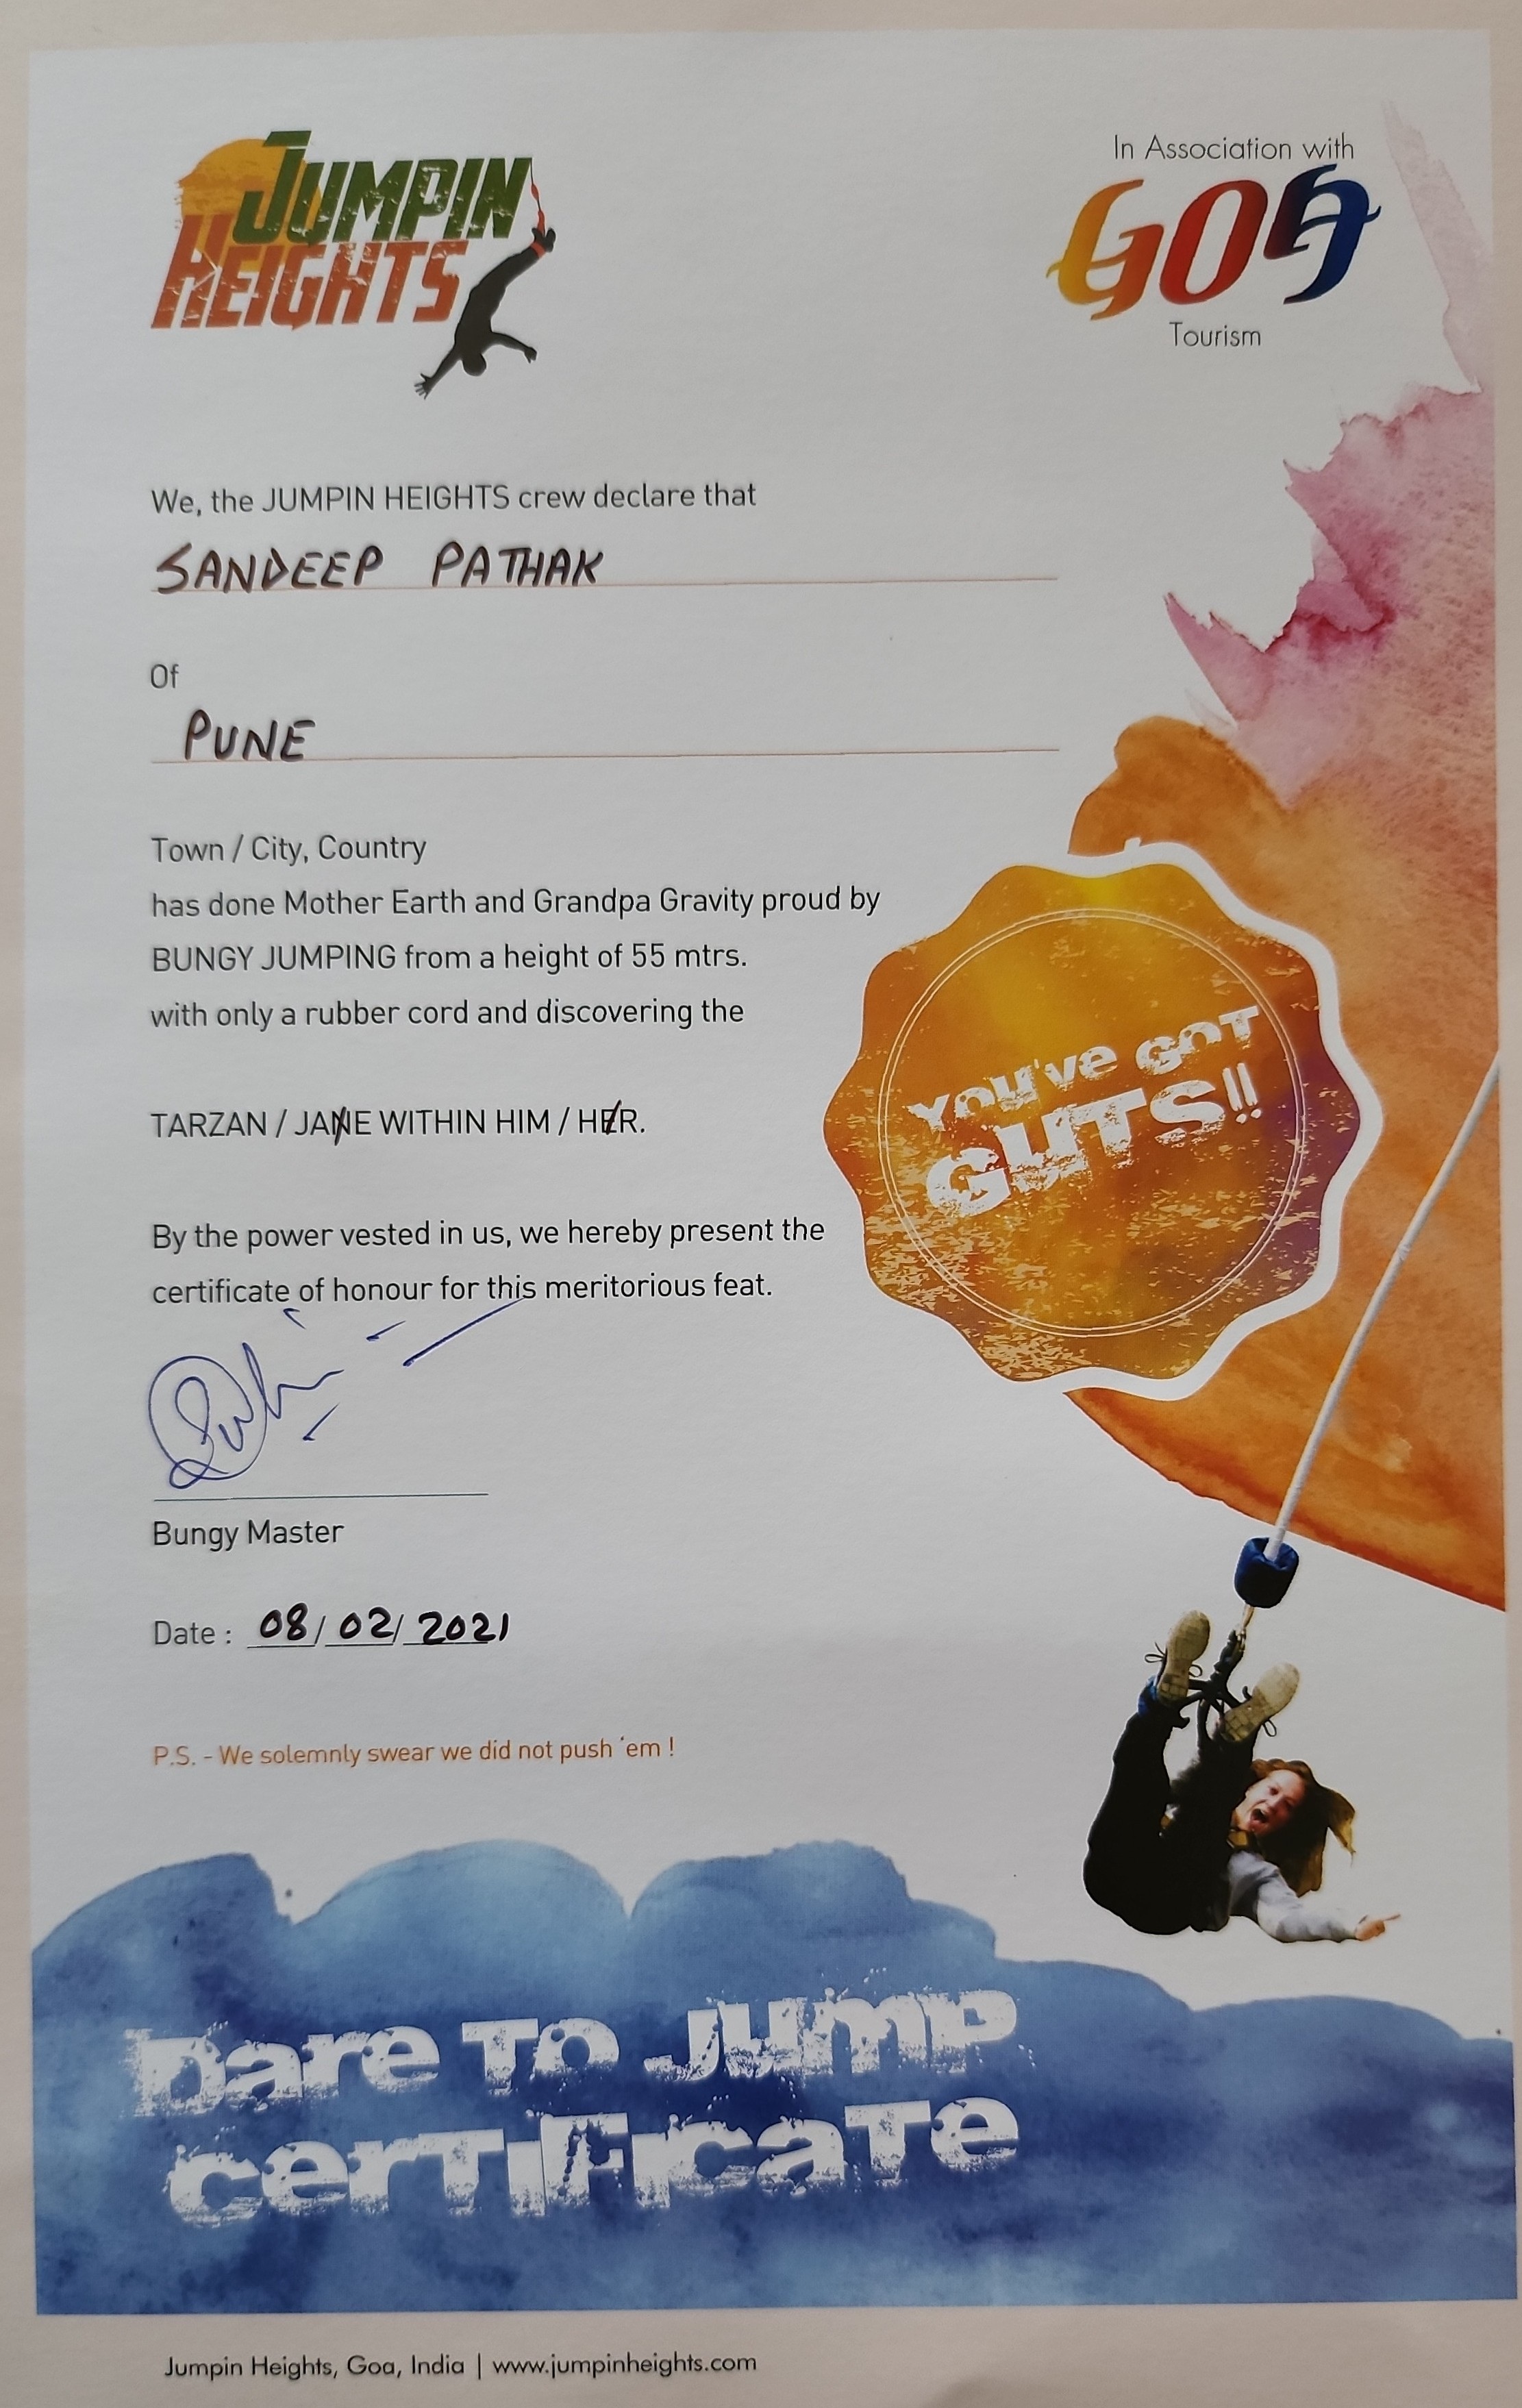 JUMPIN
HEIGHTS
In Association with
GOA
Tourism
We, the JUMPIN HEIGHTS crew declare that
SANDEEP PATHAK
Of
PUNE
Town / City, Country
has done Mother Earth and Grandpa Gravity proud by
BUNGY JUMPING from a height of 55 mtrs.
with only a rubber cord and discovering the
TARZAN / JANE WITHIN HIM / HER.
YOU'VE GOT
GUTS!!
By the power vested in us, we hereby present the
certificate of honour for this meritorious feat.
Bungy Master
Date : 08/02/2021
P.S. - We solemnly swear we did not push 'em !
Dare To Jump
Certificate
Jumpin Heights, Goa, India | www.jumpinheights.com